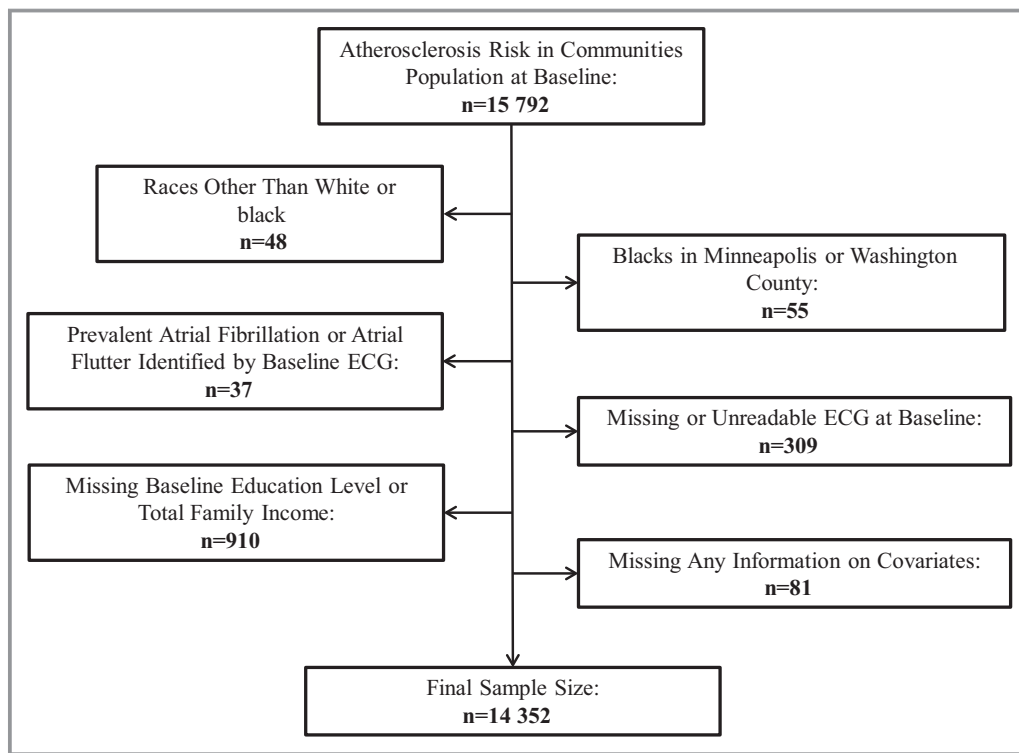 Atherosclerosis Risk in Communities
Population at Baseline:
n=15 792
Races Other Than White or
black
n=48
Blacks in Minneapolis or Washington
County:
n=55
Prevalent Atrial Fibrillation or Atrial
Flutter Identified by Baseline ECG:
n=37
Missing or Unreadable ECG at Baseline:
n=309
Missing Baseline Education Level or
Total Family Income:
n=910
Missing Any Information on Covariates:
n=81
Final Sample Size:
n=14 352